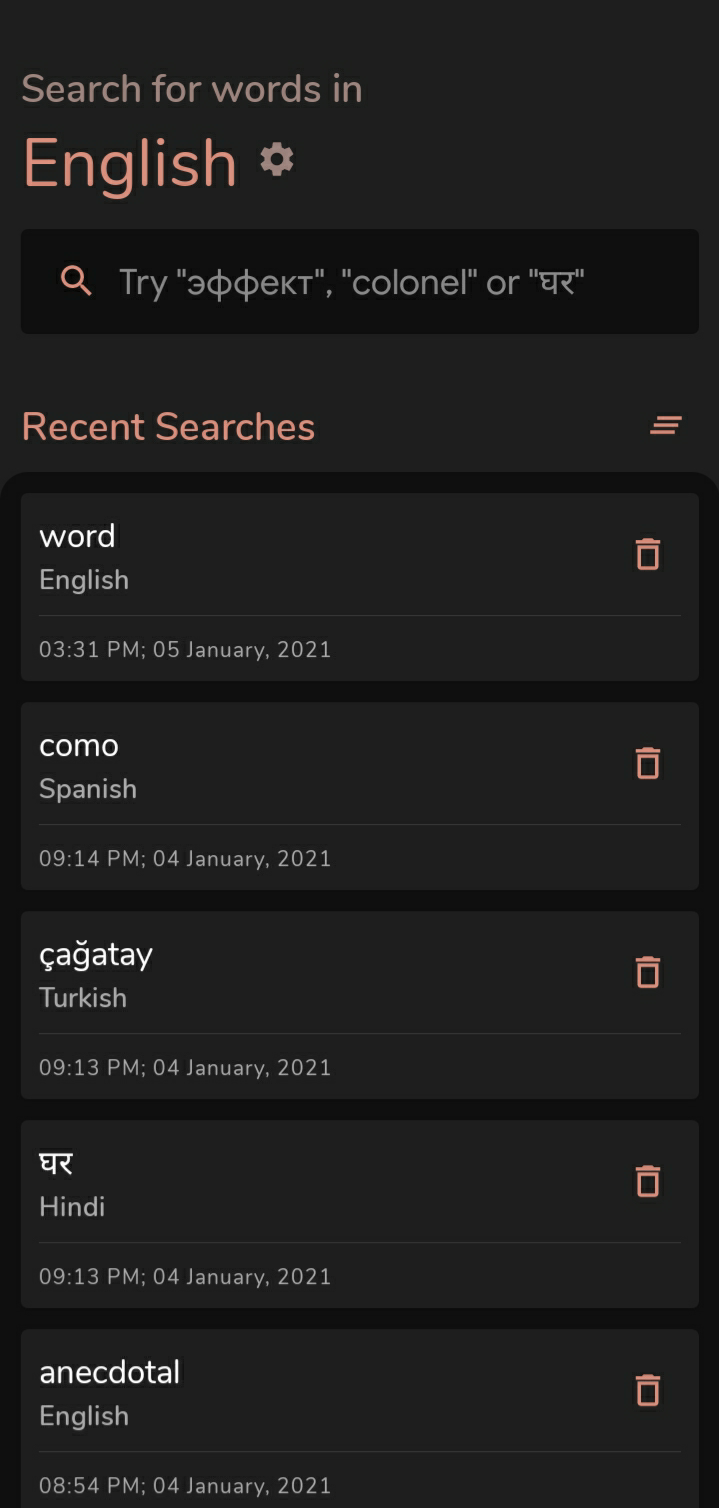 Search for words in
English
Try "эффект", "colonel" or "घर"
Recent Searches
word
English
03:31 PM; 05 January, 2021
como
Spanish
09:14 PM; 04 January, 2021
çağatay
Turkish
09:13 PM; 04 January, 2021
घर
Hindi
09:13 PM; 04 January, 2021
anecdotal
English
08:54 PM; 04 January, 2021